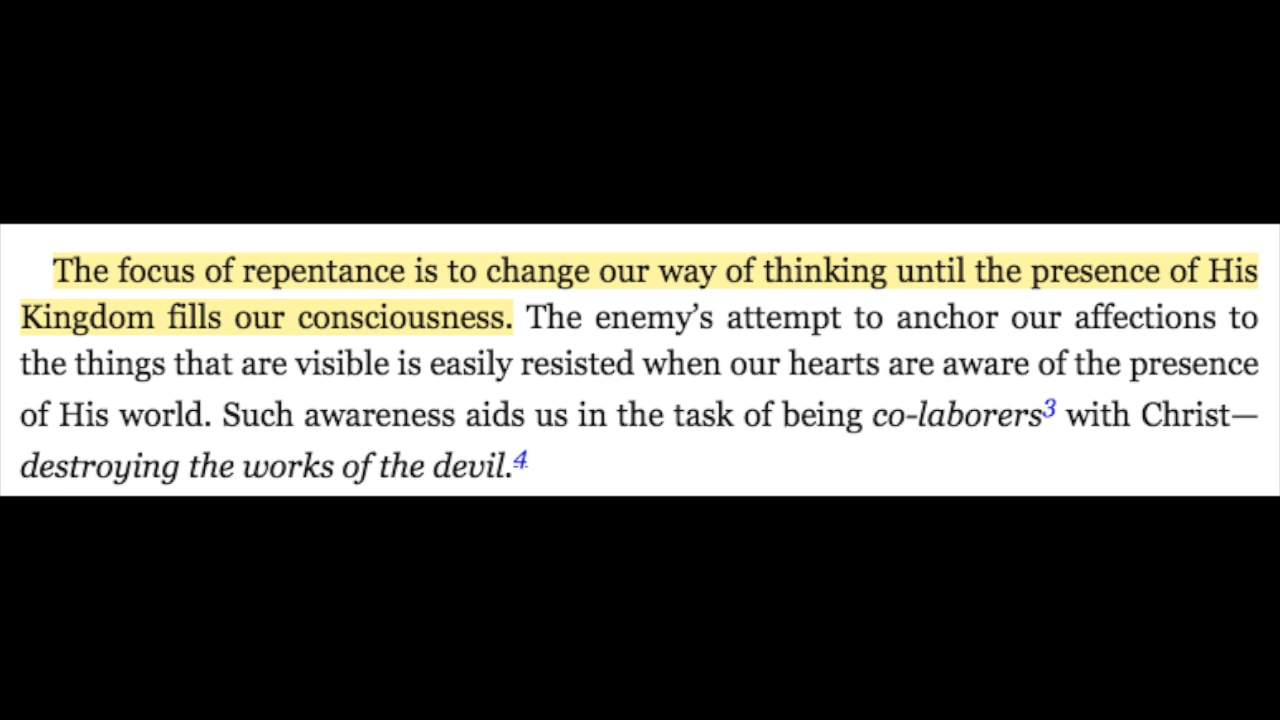 The focus of repentance is to change our way of thinking until the presence of His
Kingdom fills our consciousness. The enemy’s attempt to anchor our affections to
the things that are visible is easily resisted when our hearts are aware of the presence
of His world. Such awareness aids us in the task of being co-laborers3 with Christ—
destroying the works of the devil.4